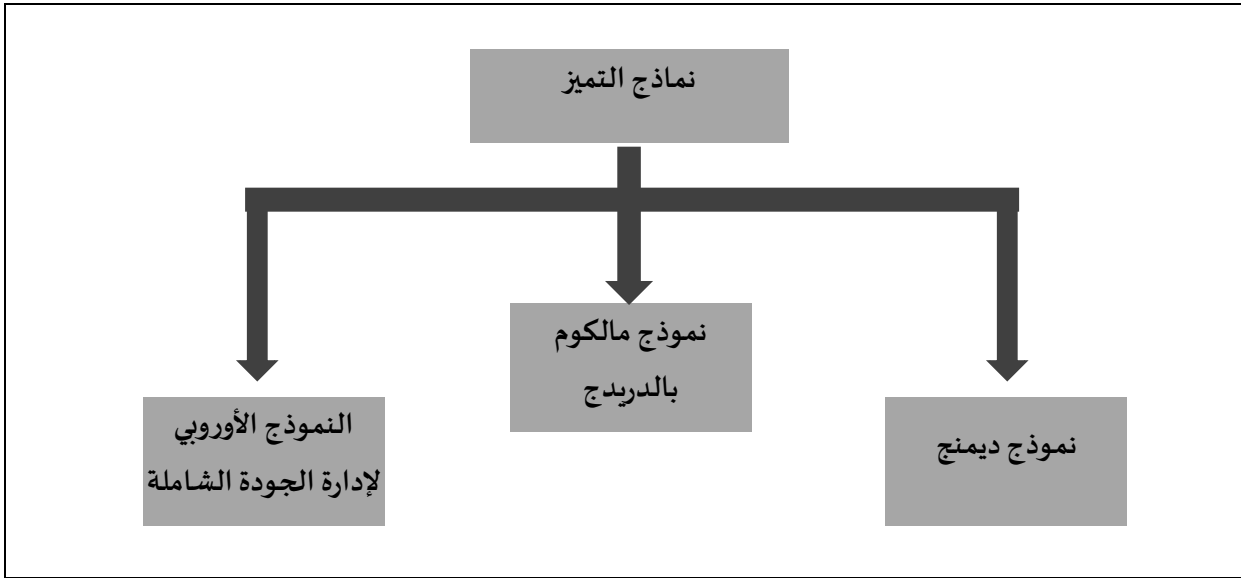 نماذج التميز
نموذج ديمنج
نموذج مالكوم
بالدريدج
النموذج الأوروبي
لإدارة الجودة الشاملة